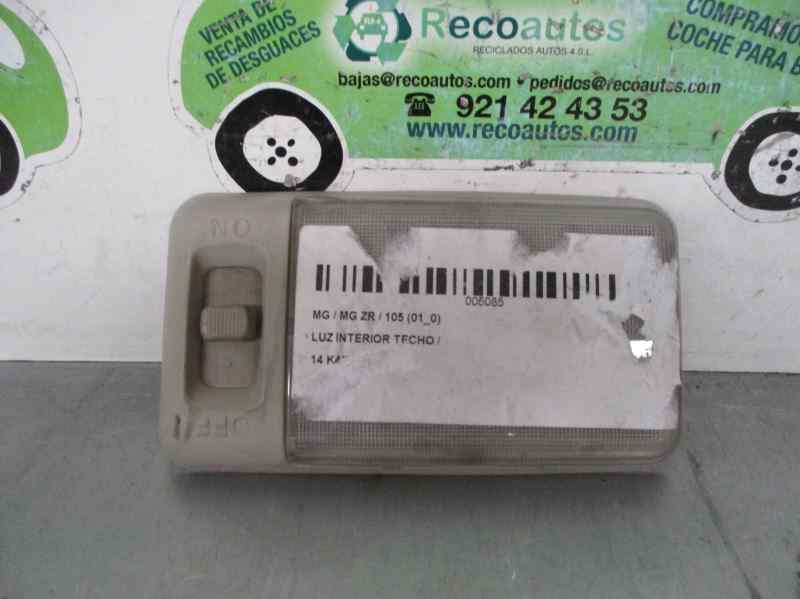 VENTA DE
RECAMBIOS
DE DESGUACES
Recoautos
RECICLADOS AUTOS 4 S.L.
bajas@recoautos.com • pedidos@recoautos.com
☎ 921 42 43 53
www.recoautos.com
COMPRAMOS
COCHE PARA
ON
OFF
005085
MG / MG ZR / 105 (01_0)
LUZ INTERIOR TECHO /
14